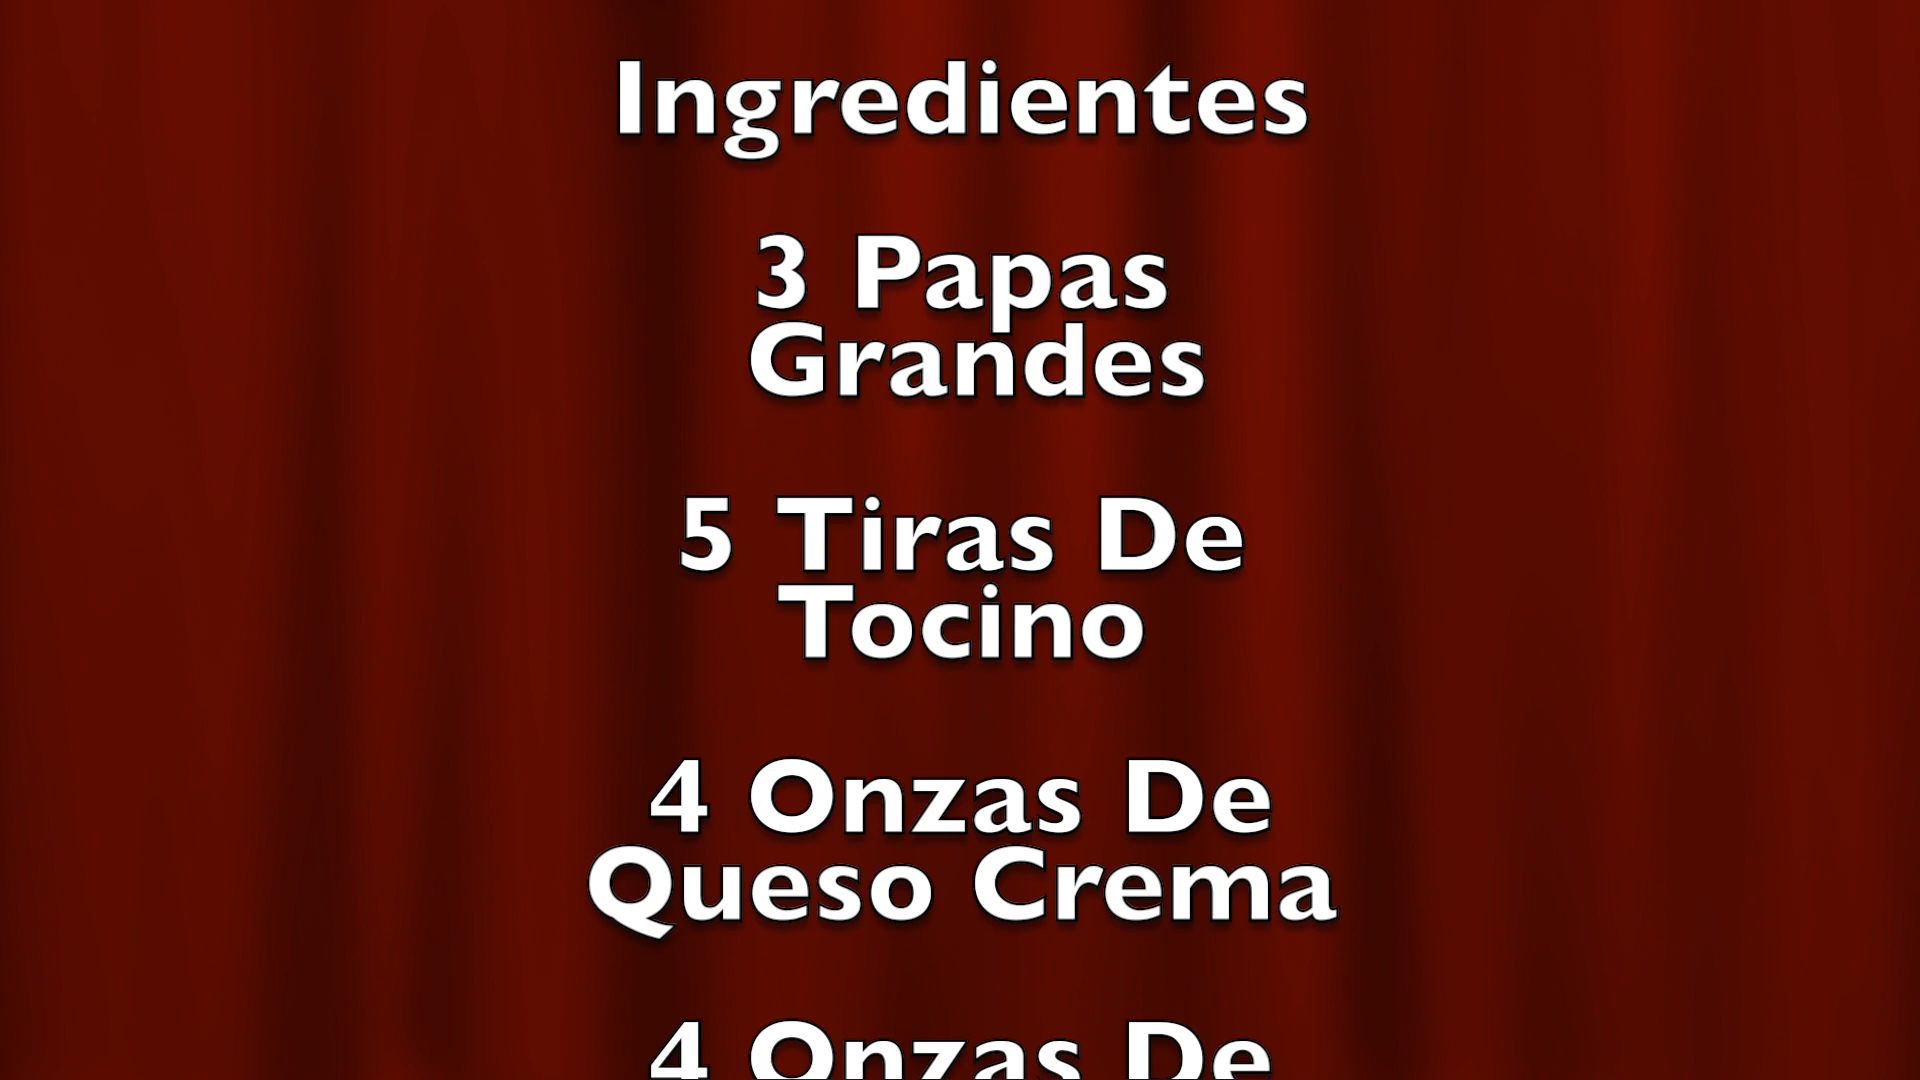 Ingredientes
3 Papas
Grandes
5 Tiras De
Tocino
4 Onzas De
Queso Crema
4 Onzas De